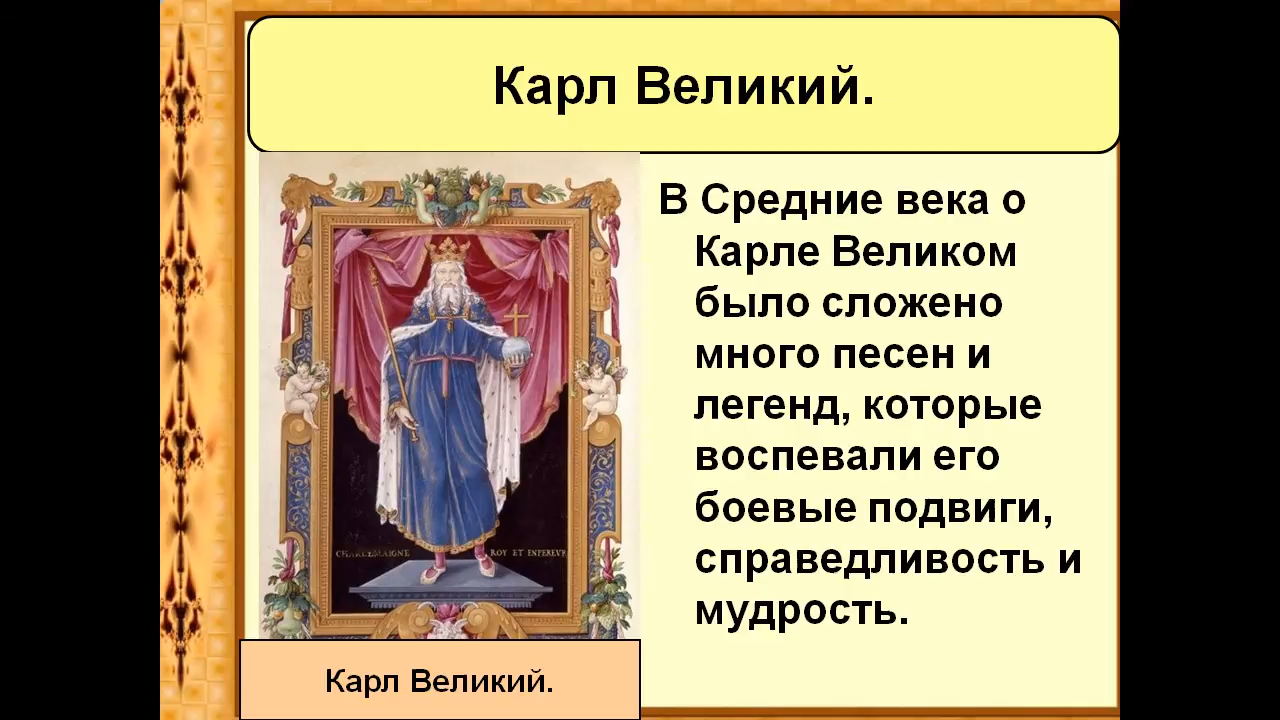 Карл Великий.
В Средние века о
Карле Великом
было сложено
много песен и
легенд, которые
воспевали его
боевые подвиги,
справедливость и
мудрость.
CHARLEMAIGNE ROY ET EMPEREVR
Карл Великий.